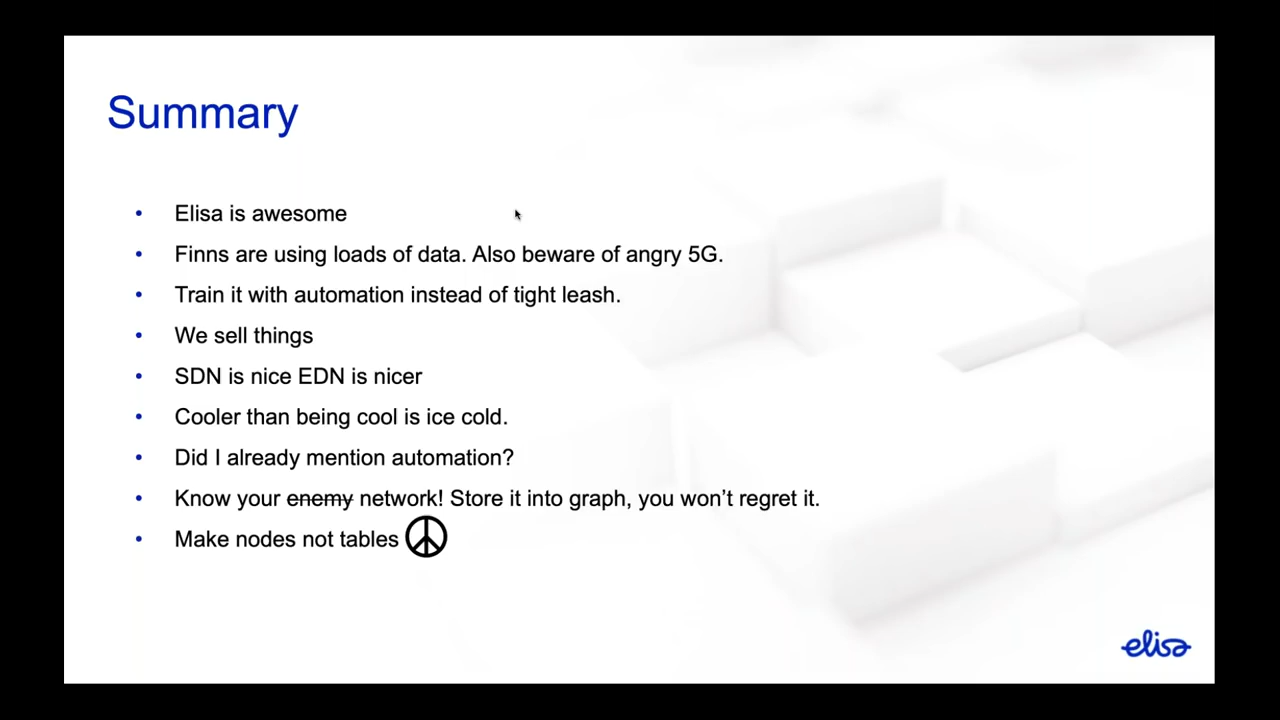 Summary
• Elisa is awesome
• Finns are using loads of data. Also beware of angry 5G.
• Train it with automation instead of tight leash.
• We sell things
• SDN is nice EDN is nicer
• Cooler than being cool is ice cold.
• Did I already mention automation?
• Know your enemy network! Store it into graph, you won’t regret it.
• Make nodes not tables
elisa